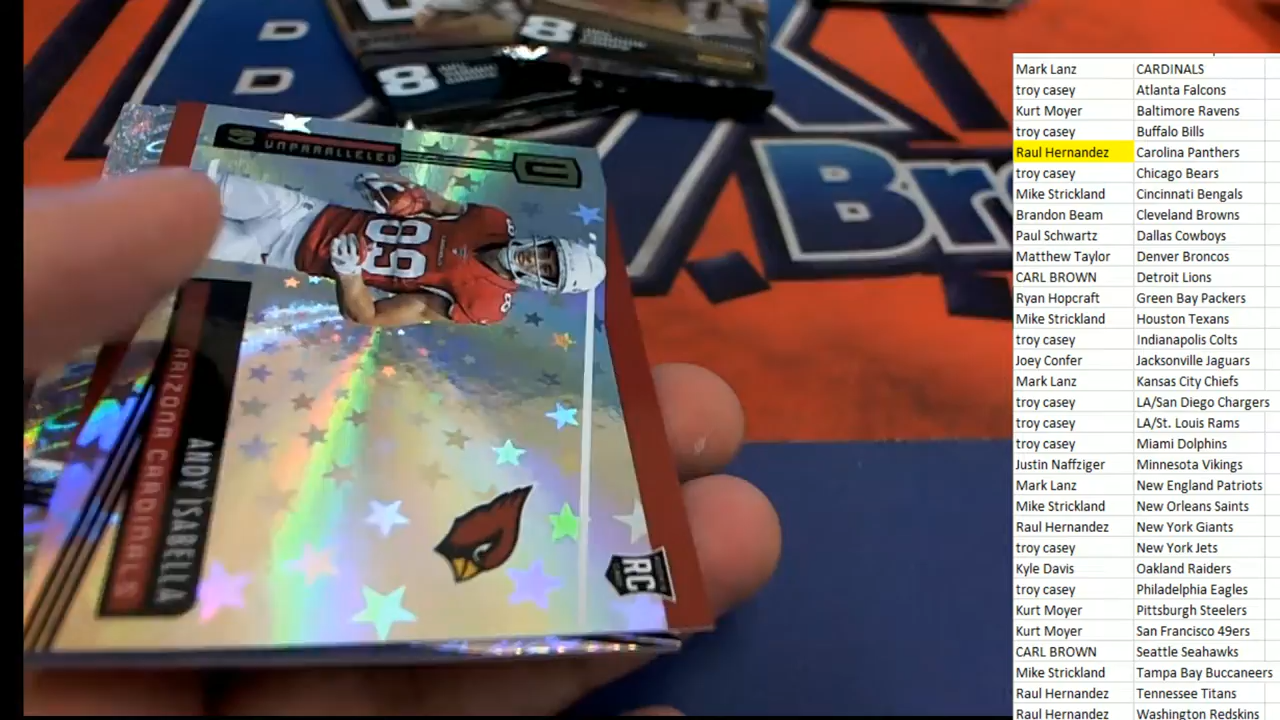 D
D
8
8
89
UNPARALLELED
U
89
ANDY ISABELLA
ARIZONA CARDINALS
RC
Br
Mark Lanz CARDINALS
troy casey Atlanta Falcons
Kurt Moyer Baltimore Ravens
troy casey Buffalo Bills
Raul Hernandez Carolina Panthers
troy casey Chicago Bears
Mike Strickland Cincinnati Bengals
Brandon Beam Cleveland Browns
Paul Schwartz Dallas Cowboys
Matthew Taylor Denver Broncos
CARL BROWN Detroit Lions
Ryan Hopcraft Green Bay Packers
Mike Strickland Houston Texans
troy casey Indianapolis Colts
Joey Confer Jacksonville Jaguars
Mark Lanz Kansas City Chiefs
troy casey LA/San Diego Chargers
troy casey LA/St. Louis Rams
troy casey Miami Dolphins
Justin Naffziger Minnesota Vikings
Mark Lanz New England Patriots
Mike Strickland New Orleans Saints
Raul Hernandez New York Giants
troy casey New York Jets
Kyle Davis Oakland Raiders
troy casey Philadelphia Eagles
Kurt Moyer Pittsburgh Steelers
Kurt Moyer San Francisco 49ers
CARL BROWN Seattle Seahawks
Mike Strickland Tampa Bay Buccaneers
Raul Hernandez Tennessee Titans
Raul Hernandez Washington Redskins